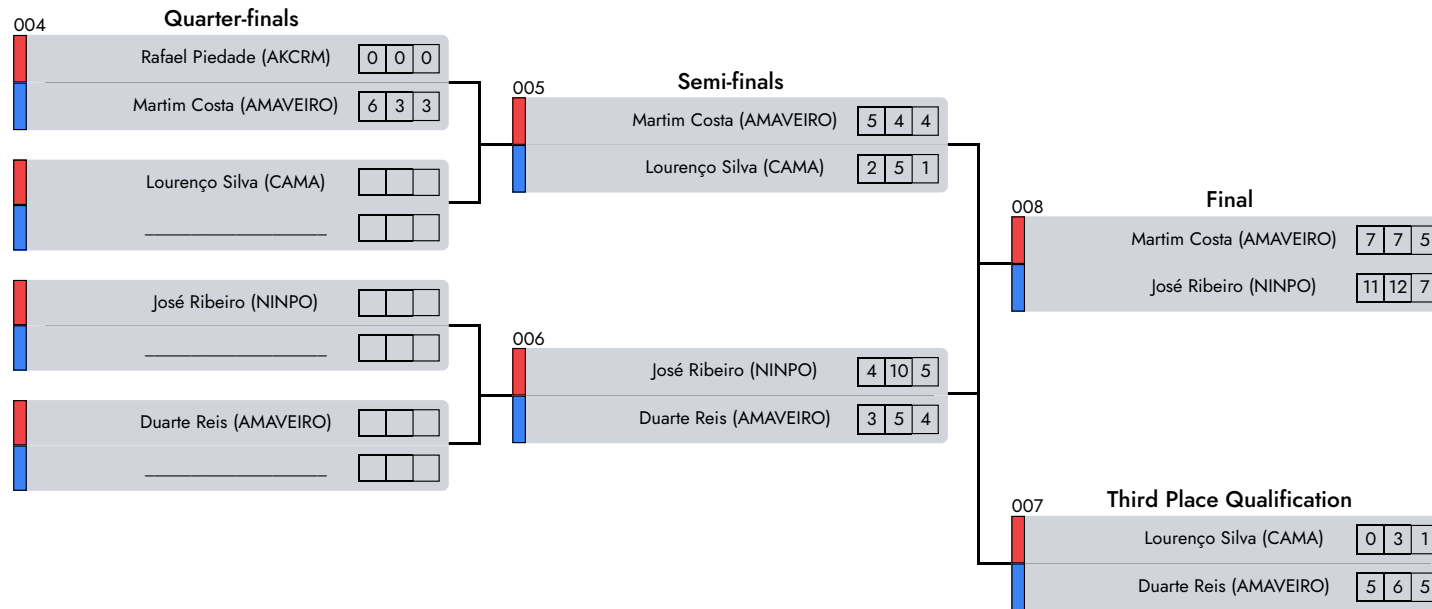 Quarter-finals
004
Rafael Piedade (AKCRM) 0 0 0
Martim Costa (AMAVEIRO) 6 3 3
Lourenço Silva (CAMA)
____________________
José Ribeiro (NINPO)
____________________
Duarte Reis (AMAVEIRO)
____________________
Semi-finals
005
Martim Costa (AMAVEIRO) 5 4 4
Lourenço Silva (CAMA) 2 5 1
006
José Ribeiro (NINPO) 4 10 5
Duarte Reis (AMAVEIRO) 3 5 4
Final
008
Martim Costa (AMAVEIRO) 7 7 5
José Ribeiro (NINPO) 11 12 7
Third Place Qualification
007
Lourenço Silva (CAMA) 0 3 1
Duarte Reis (AMAVEIRO) 5 6 5